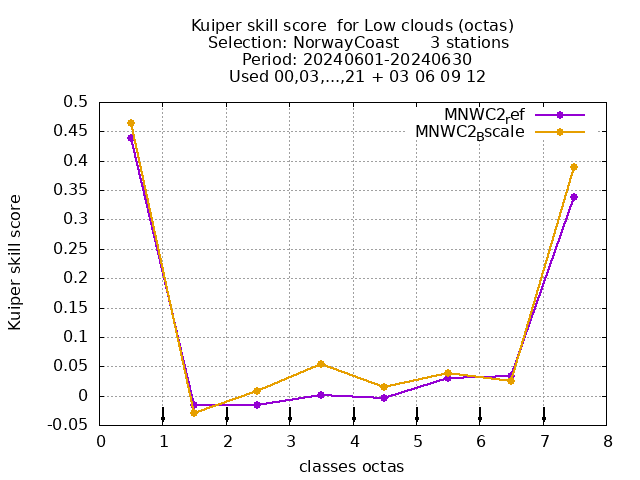 Kuiper skill score  for Low clouds (octas)
Selection: NorwayCoast      3 stations
Period: 20240601-20240630
Used 00,03,...,21 + 03 06 09 12
MNWC2ref
MNWC2Bscale
0.5
0.45
0.4
0.35
0.3
0.25
0.2
0.15
0.1
0.05
0
-0.05
Kuiper skill score
0 1 2 3 4 5 6 7 8
classes octas